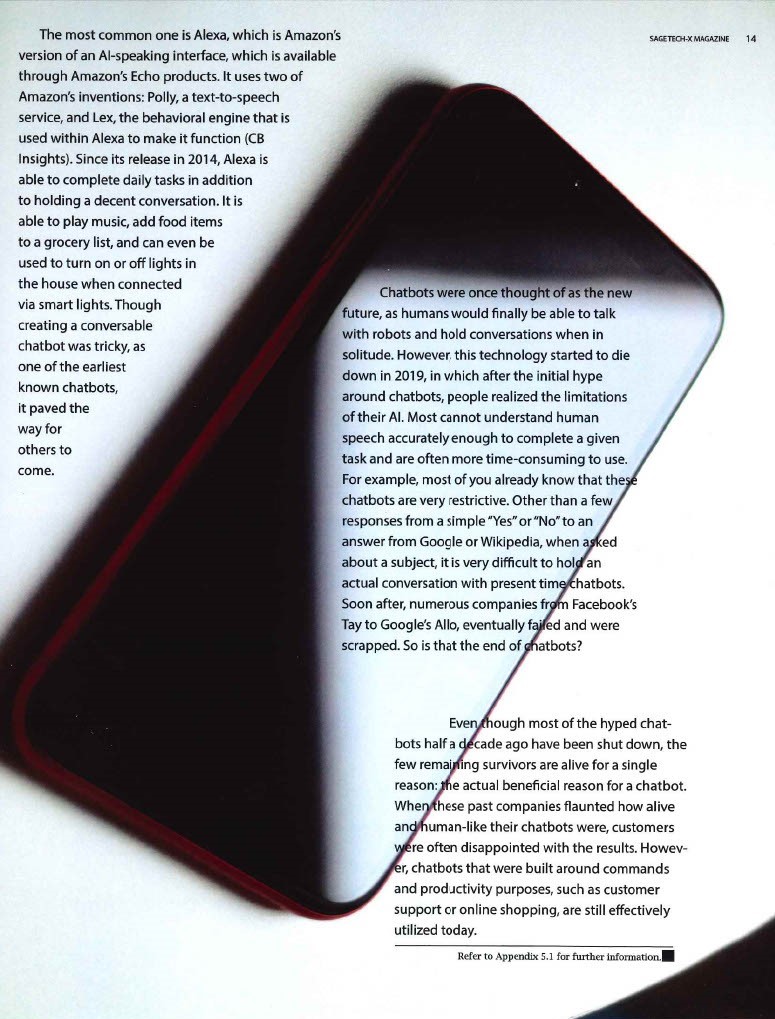 SAGETECH-X MAGAZINE 14
The most common one is Alexa, which is Amazon's
version of an AI-speaking interface, which is available
through Amazon's Echo products. It uses two of
Amazon's inventions: Polly, a text-to-speech
service, and Lex, the behavioral engine that is
used within Alexa to make it function (CB
Insights). Since its release in 2014, Alexa is
able to complete daily tasks in addition
to holding a decent conversation. It is
able to play music, add food items
to a grocery list, and can even be
used to turn on or off lights in
the house when connected
via smart lights. Though
creating a conversable
chatbot was tricky, as
one of the earliest
known chatbots,
it paved the
way for
others to
come.
Chatbots were once thought of as the new
future, as humans would finally be able to talk
with robots and hold conversations when in
solitude. However, this technology started to die
down in 2019, in which after the initial hype
around chatbots, people realized the limitations
of their AI. Most cannot understand human
speech accurately enough to complete a given
task and are often more time-consuming to use.
For example, most of you already know that these
chatbots are very restrictive. Other than a few
responses from a simple "Yes" or "No" to an
answer from Google or Wikipedia, when asked
about a subject, it is very difficult to hold an
actual conversation with present time chatbots.
Soon after, numerous companies from Facebook's
Tay to Google's Allo, eventually failed and were
scrapped. So is that the end of chatbots?
Even though most of the hyped chat-
bots half a decade ago have been shut down, the
few remaining survivors are alive for a single
reason: the actual beneficial reason for a chatbot.
When these past companies flaunted how alive
and human-like their chatbots were, customers
were often disappointed with the results. Howev-
er, chatbots that were built around commands
and productivity purposes, such as customer
support or online shopping, are still effectively
utilized today.
Refer to Appendix 5.1 for further information.